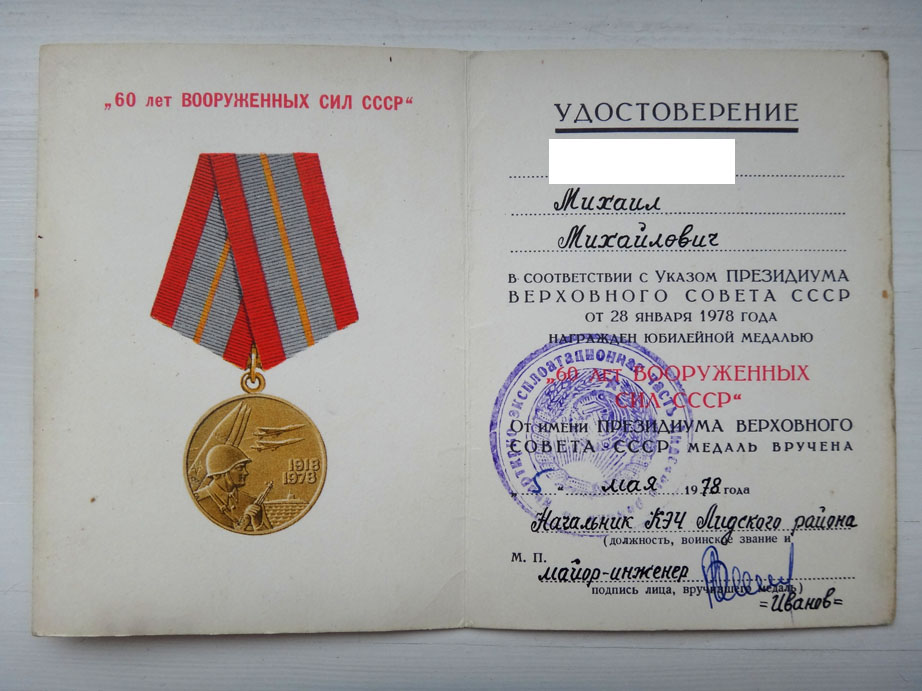 „60 лет ВООРУЖЕННЫХ СИЛ СССР“
1918
1978
УДОСТОВЕРЕНИЕ
Михаил
Михайлович
В СООТВЕТСТВИИ С УКАЗОМ ПРЕЗИДИУМА
ВЕРХОВНОГО СОВЕТА СССР
ОТ 28 ЯНВАРЯ 1978 ГОДА
НАГРАЖДЕН ЮБИЛЕЙНОЙ МЕДАЛЬЮ
„60 ЛЕТ ВООРУЖЕННЫХ
СИЛ СССР“
ОТ ИМЕНИ ПРЕЗИДИУМА ВЕРХОВНОГО
СОВЕТА СССР МЕДАЛЬ ВРУЧЕНА
„5“ мая 1978 года
Начальник КЭЧ Лидского района
(должность, воинское звание и
М. П.
майор-инженер
подпись лица, вручившего медаль)
=Иванов=
эксплоатационная часть